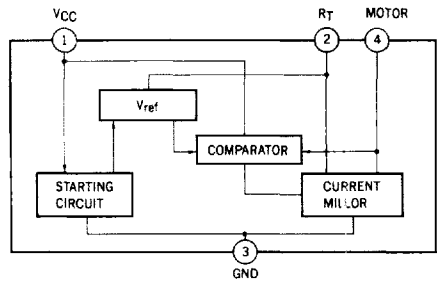 VCC
RT
MOTOR
1
2
4
Vref
COMPARATOR
STARTING
CIRCUIT
CURRENT
MILLOR
3
GND